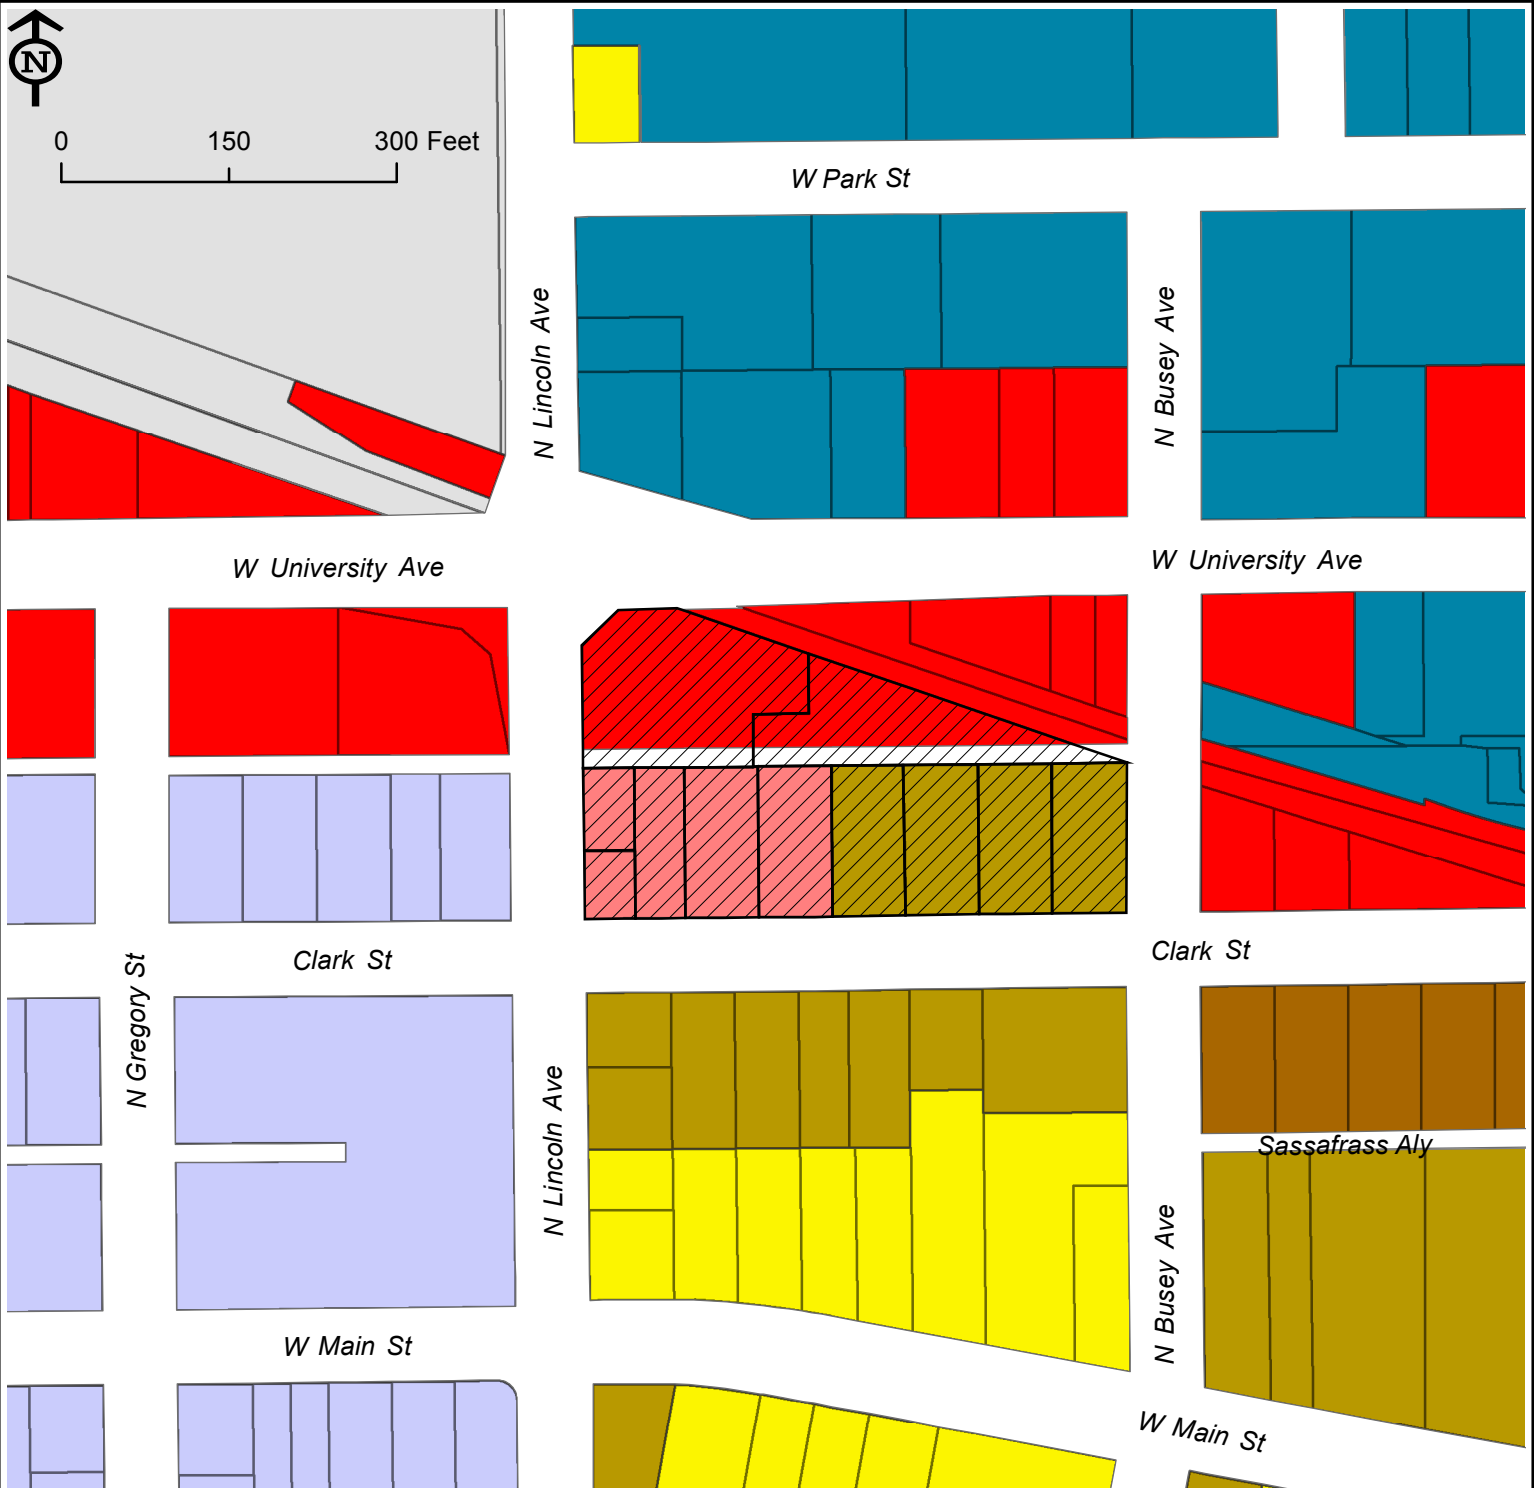 N
0 150 300 Feet
W Park St
N Lincoln Ave
N Busey Ave
W University Ave
W University Ave
Clark St
Clark St
N Gregory St
N Lincoln Ave
Sassafrass Aly
N Busey Ave
W Main St
W Main St